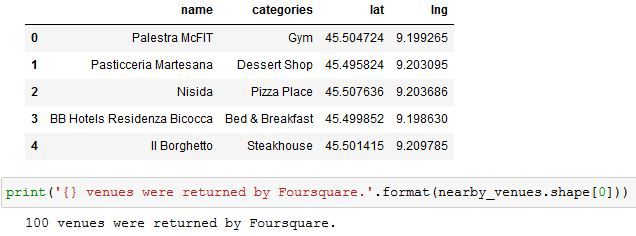 name categories lat lng
0 Palestra McFIT Gym 45.504724 9.199265
1 Pasticceria Martesana Dessert Shop 45.495824 9.203095
2 Nisida Pizza Place 45.507636 9.203686
3 BB Hotels Residenza Bicocca Bed & Breakfast 45.499852 9.198630
4 Il Borghetto Steakhouse 45.501415 9.209785
print('{} venues were returned by Foursquare.'.format(nearby_venues.shape[0]))
100 venues were returned by Foursquare.